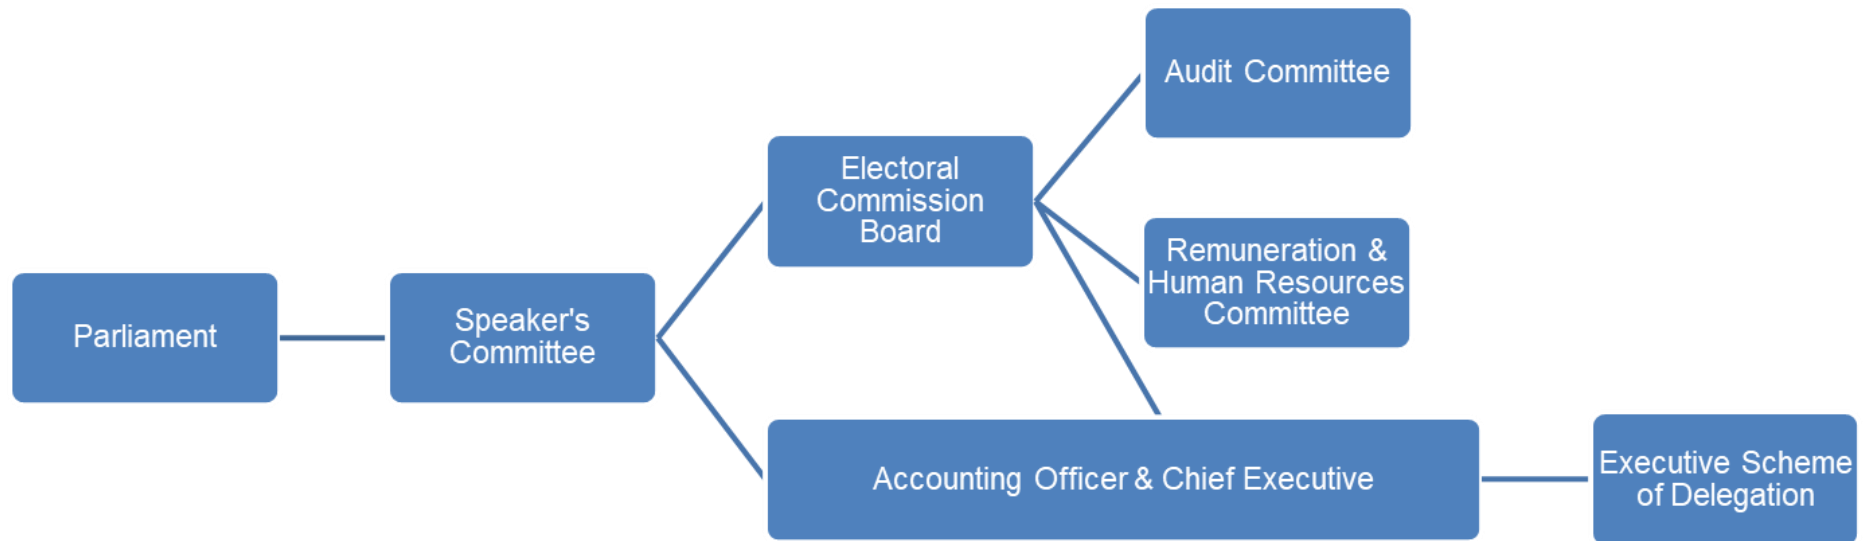 Audit Committee
Electoral
Commission
Board
Remuneration &
Human Resources
Committee
Parliament
Speaker's
Committee
Accounting Officer & Chief Executive
Executive Scheme
of Delegation